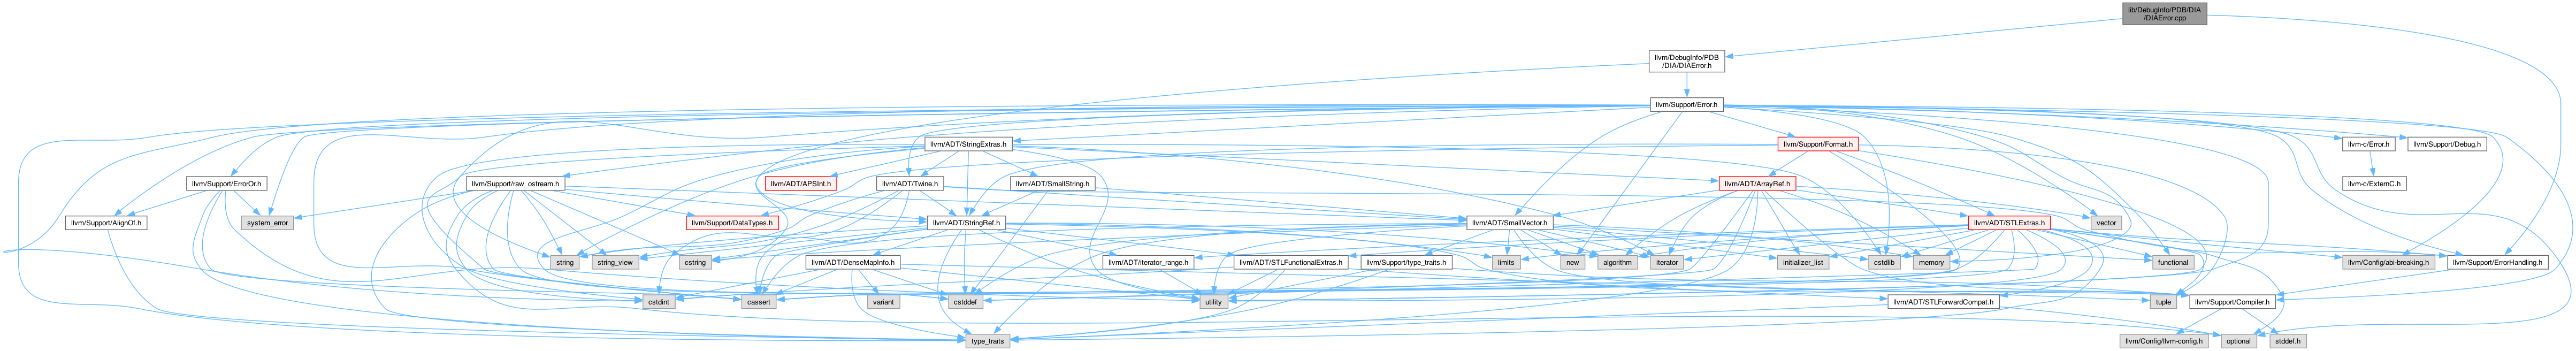 lib/DebugInfo/PDB/DIA
/DIAError.cpp
llvm/DebugInfo/PDB
/DIA/DIAError.h
llvm/Support/Error.h
llvm/ADT/StringExtras.h
llvm/Support/Format.h
llvm-c/Error.h
llvm/Support/Debug.h
llvm/Support/ErrorOr.h
llvm/Support/raw_ostream.h
llvm/ADT/APSInt.h
llvm/ADT/Twine.h
llvm/ADT/SmallString.h
llvm/ADT/ArrayRef.h
llvm-c/ExternC.h
llvm/Support/AlignOf.h
system_error
llvm/Support/DataTypes.h
llvm/ADT/StringRef.h
llvm/ADT/SmallVector.h
llvm/ADT/STLExtras.h
vector
string
string_view
cstring
llvm/ADT/DenseMapInfo.h
llvm/ADT/iterator_range.h
llvm/ADT/STLFunctionalExtras.h
llvm/Support/type_traits.h
limits
new
algorithm
iterator
initializer_list
cstdlib
memory
functional
llvm/Config/abi-breaking.h
llvm/Support/ErrorHandling.h
cstdint
cassert
variant
cstddef
utility
llvm/ADT/STLForwardCompat.h
tuple
llvm/Support/Compiler.h
type_traits
llvm/Config/llvm-config.h
optional
stddef.h